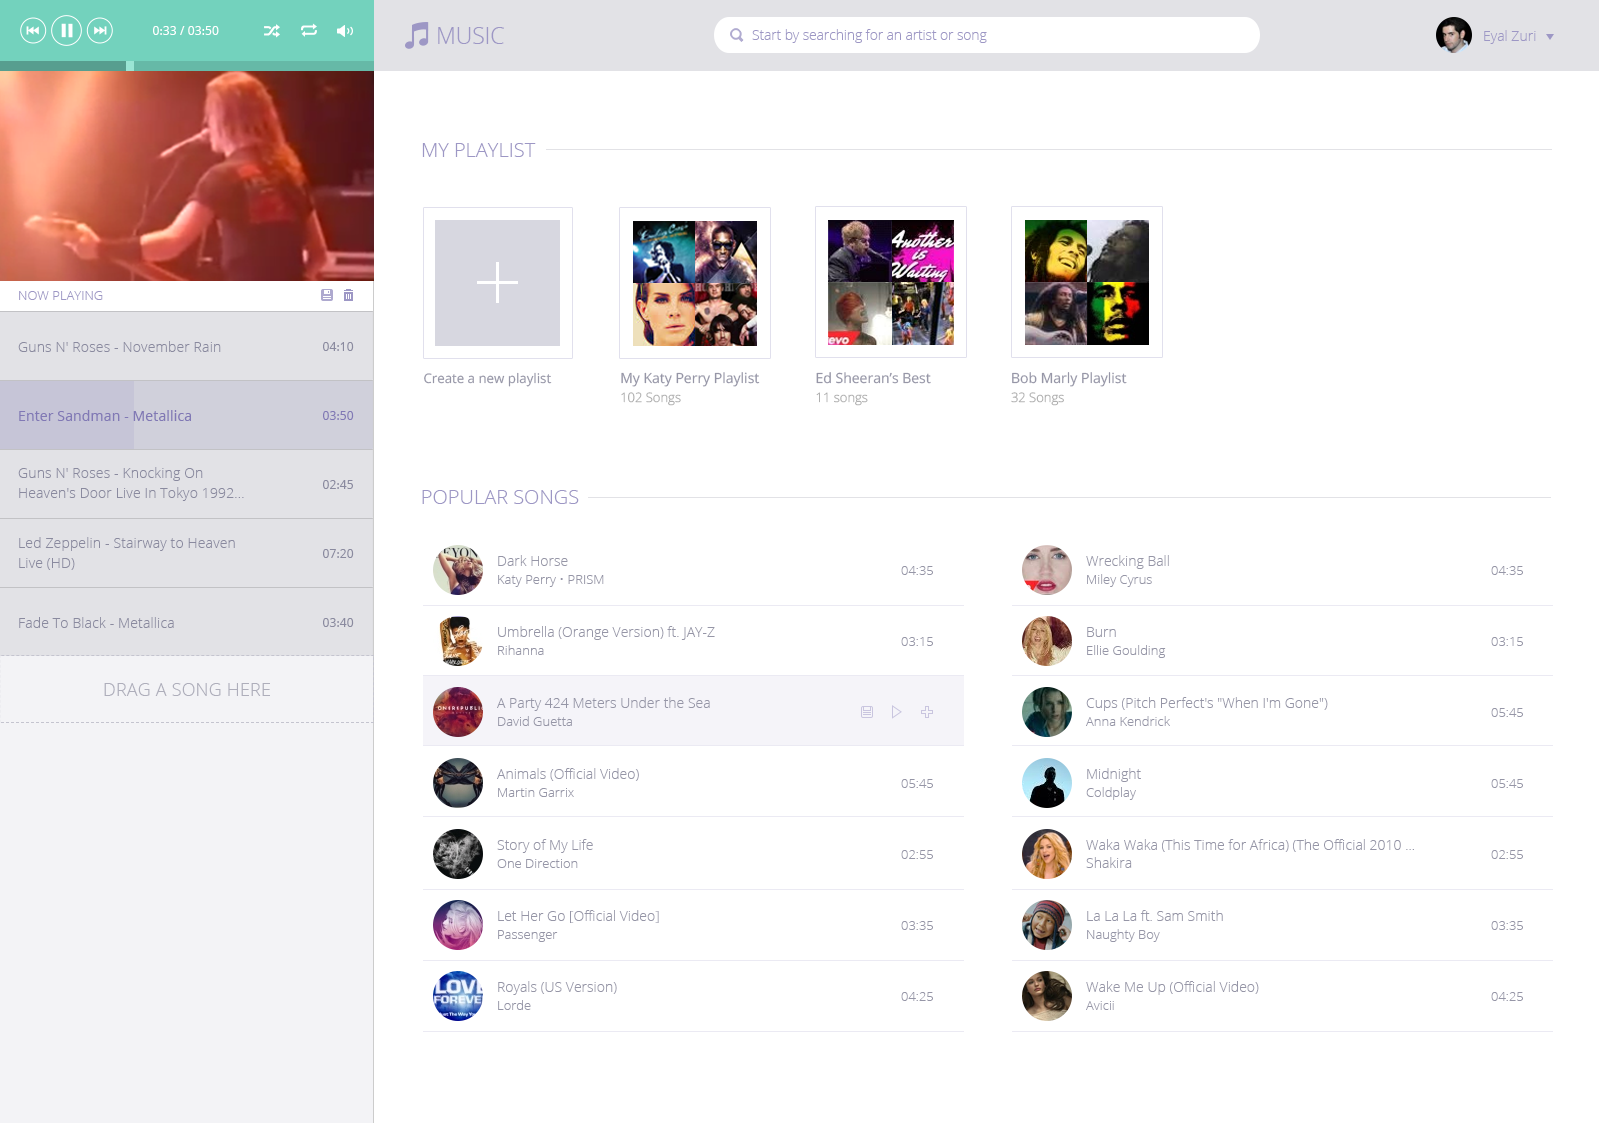 0:33 / 03:50
MUSIC
Start by searching for an artist or song
Eyal Zuri
NOW PLAYING
Guns N' Roses - November Rain
04:10
Enter Sandman - Metallica
03:50
Guns N' Roses - Knocking On
Heaven's Door Live In Tokyo 1992...
02:45
Led Zeppelin - Stairway to Heaven
Live (HD)
07:20
Fade To Black - Metallica
03:40
DRAG A SONG HERE
MY PLAYLIST
Another
is
Waiting
evo
Create a new playlist
My Katy Perry Playlist
102 Songs
Ed Sheeran's Best
11 songs
Bob Marly Playlist
32 Songs
POPULAR SONGS
EYON
Dark Horse
Katy Perry • PRISM
04:35
Umbrella (Orange Version) ft. JAY-Z
Rihanna
03:15
ONEREPUBLI
A Party 424 Meters Under the Sea
David Guetta
Animals (Official Video)
Martin Garrix
05:45
Story of My Life
One Direction
02:55
Let Her Go [Official Video]
Passenger
03:35
LOVE
FOREVE
Royals (US Version)
Lorde
04:25
Wrecking Ball
Miley Cyrus
04:35
Burn
Ellie Goulding
03:15
Cups (Pitch Perfect's "When I'm Gone")
Anna Kendrick
05:45
Midnight
Coldplay
05:45
Waka Waka (This Time for Africa) (The Official 2010 ...
Shakira
02:55
La La La ft. Sam Smith
Naughty Boy
03:35
Wake Me Up (Official Video)
Avicii
04:25